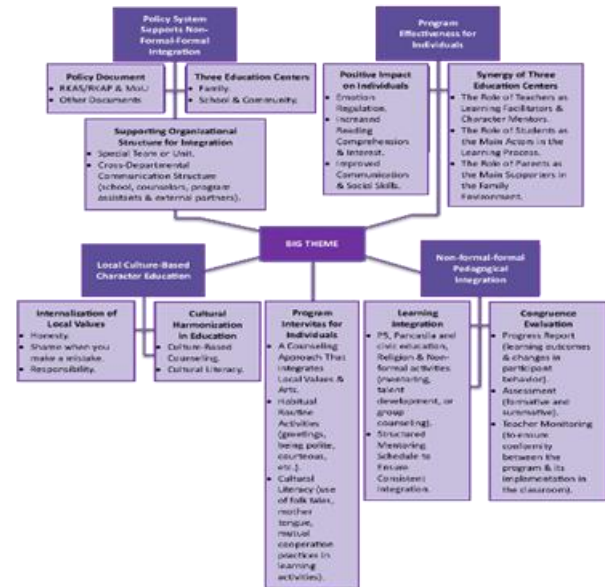 Policy System
Supports Non-
Formal-Formal
Integration
Program
Effectiveness for
Individuals
Policy Document
• RKAS/RKAP & MoU
• Other Documents
Three Education Centers
• Family.
• School & Community.
Supporting Organizational
Structure for Integration
• Special Team or Unit.
• Cross-Departmental
Communication Structure
(school, counselors, program
assistants & external partners).
Positive Impact
on Individuals
• Emotion
Regulation.
• Increased
Reading
Comprehension
& Interest.
• Improved
Communication
& Social Skills.
Synergy of Three
Education Centers
• The Role of Teachers as
Learning Facilitators &
Character Mentors.
• The Role of Students as
the Main Actors in the
Learning Process.
• The Role of Parents as
the Main Supporters in
the Family
Environment.
BIG THEME
Local Culture-Based
Character Education
Non-formal-formal
Pedagogical
Integration
Internalization of
Local Values
• Honesty.
• Shame when you
make a mistake.
• Responsibility.
Cultural
Harmonization in
Education
• Culture-Based
Counseling.
• Cultural Literacy.
Program
Intervitas for
Individuals
• A Counseling
Approach That
Integrates
Local Values &
Arts.
• Habitual
Routine
Activities
(greetings,
being polite,
courteous,
etc.).
• Cultural
Literacy (use
of folk tales,
mother
tongue,
mutual
cooperation
practices in
learning
activities).
Learning
Integration
• P5, Pancasila and
civic education,
Religion & Non-
formal activities
(mentoring,
talent
development, or
group
counseling).
• Structured
Mentoring
Schedule to
Ensure
Consistent
Integration.
Congruence
Evaluation
• Progress Report
(learning outcomes
& changes in
participant
behavior).
• Assessment
(formative and
summative).
• Teacher Monitoring
(to ensure
conformity
between the
program & its
implementation in
the classroom).